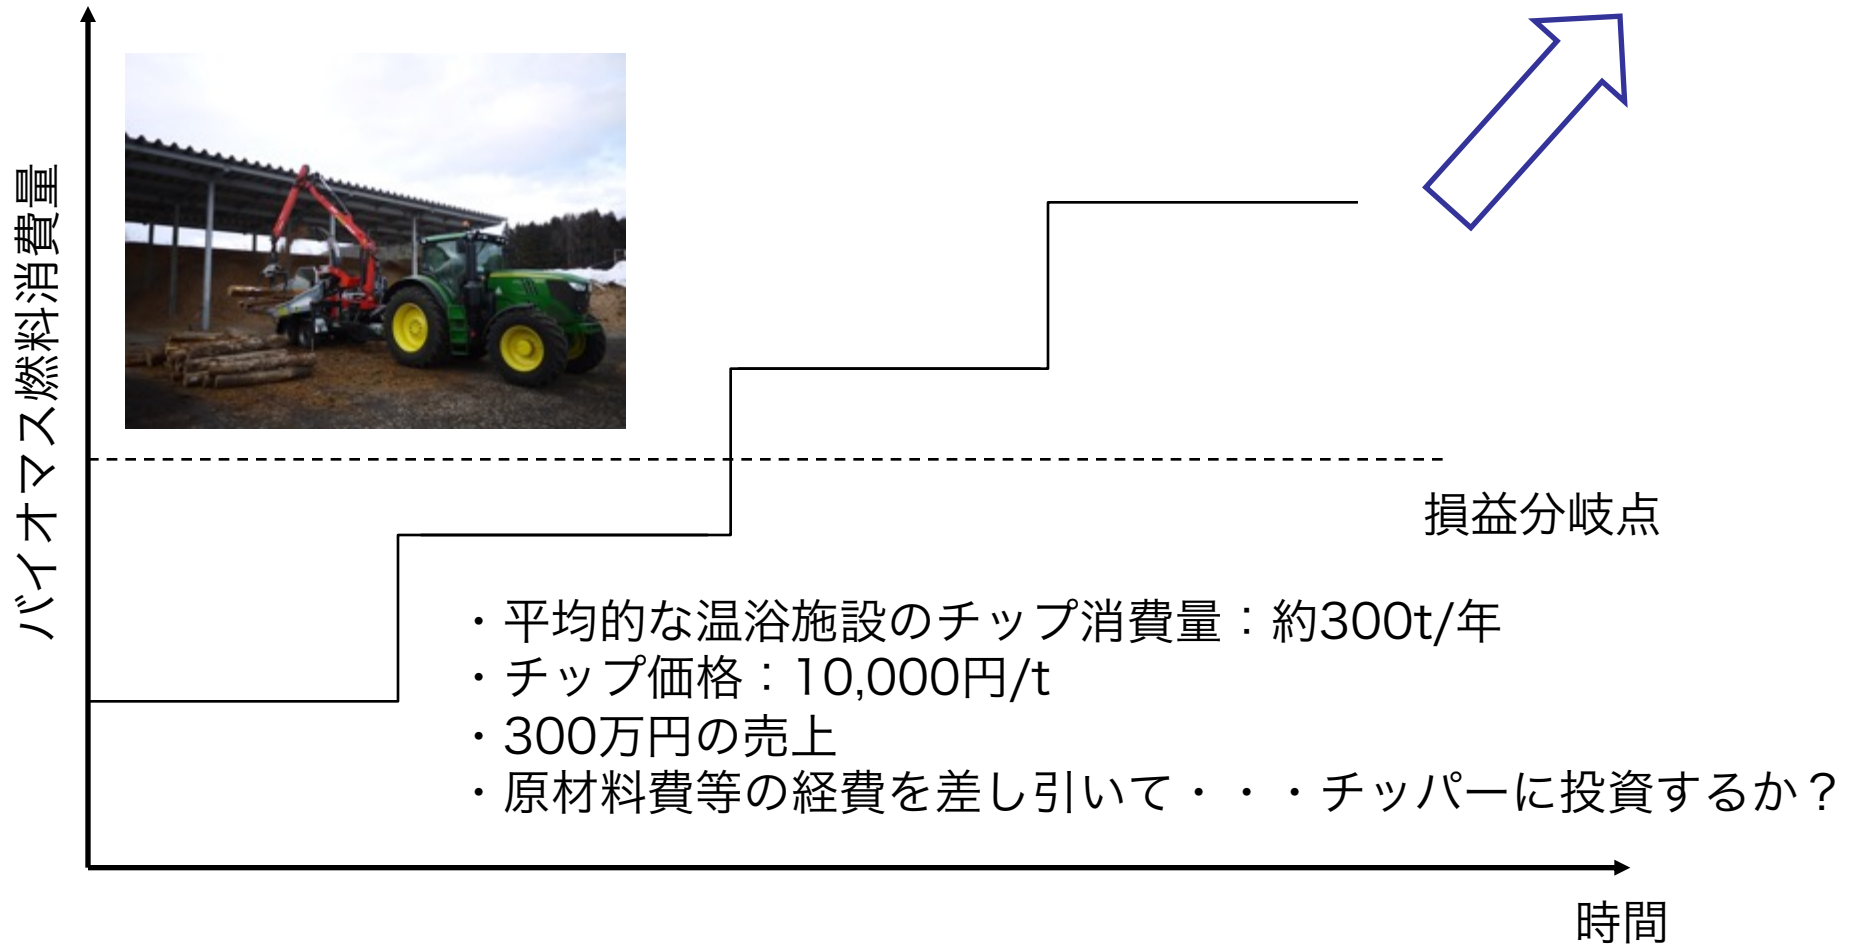 バイオマス燃料消費量
損益分岐点
・平均的な温浴施設のチップ消費量：約300t/年
・チップ価格：10,000円/t
・300万円の売上
・原材料費等の経費を差し引いて・・・チッパーに投資するか？
時間